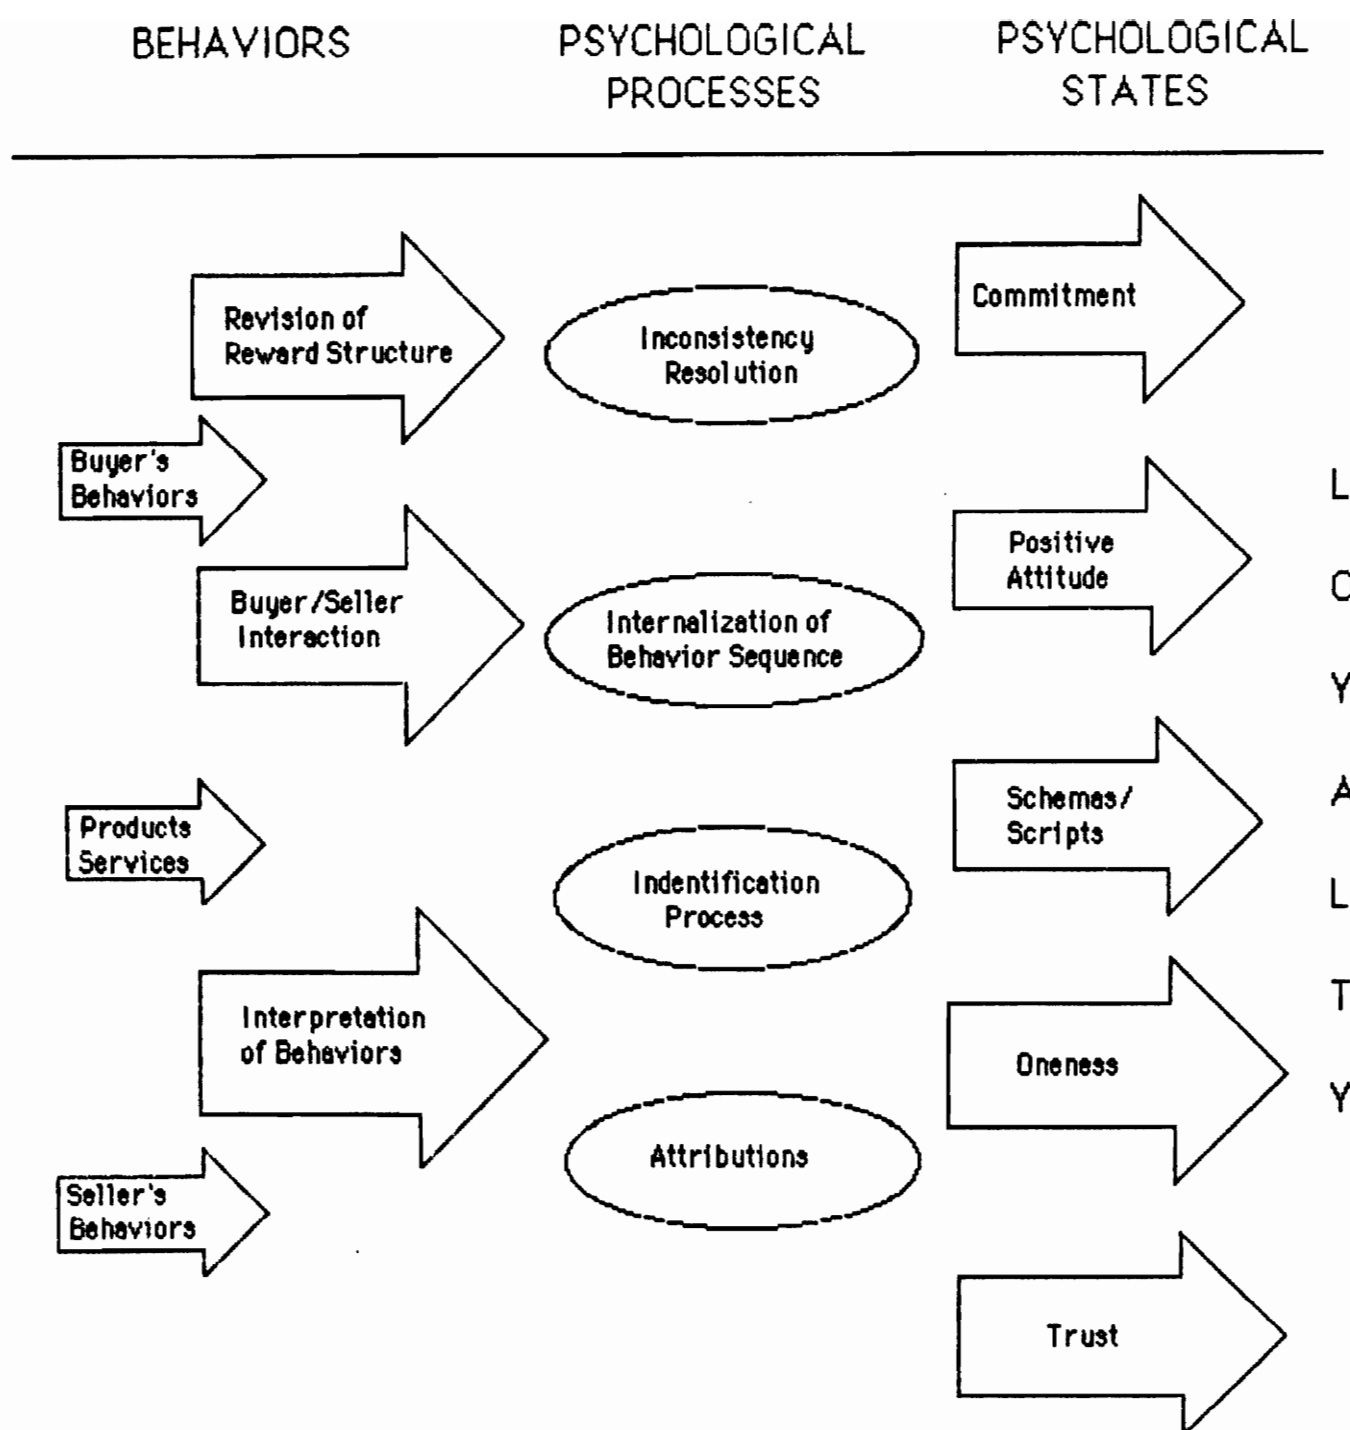 BEHAVIORS
PSYCHOLOGICAL
PROCESSES
PSYCHOLOGICAL
STATES
Revision of
Reward Structure
Buyer's
Behaviors
Buyer/Seller
Interaction
Products
Services
Interpretation
of Behaviors
Seller's
Behaviors
Inconsistency
Resolution
Internalization of
Behavior Sequence
Indentification
Process
Attributions
Commitment
Positive
Attitude
Schemas/
Scripts
Oneness
Trust
L
O
Y
A
L
T
Y